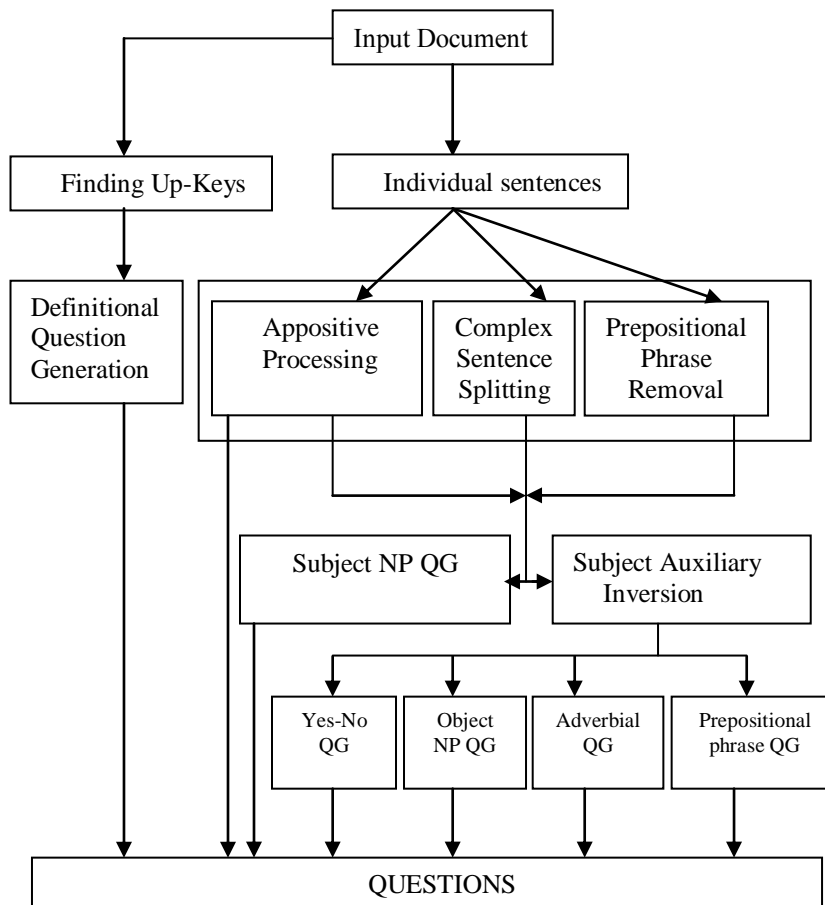 Input Document
Finding Up-Keys
Individual sentences
Definitional
Question
Generation
Appositive
Processing
Complex
Sentence
Splitting
Prepositional
Phrase
Removal
Subject NP QG
Subject Auxiliary
Inversion
Yes-No
QG
Object
NP QG
Adverbial
QG
Prepositional
phrase QG
QUESTIONS